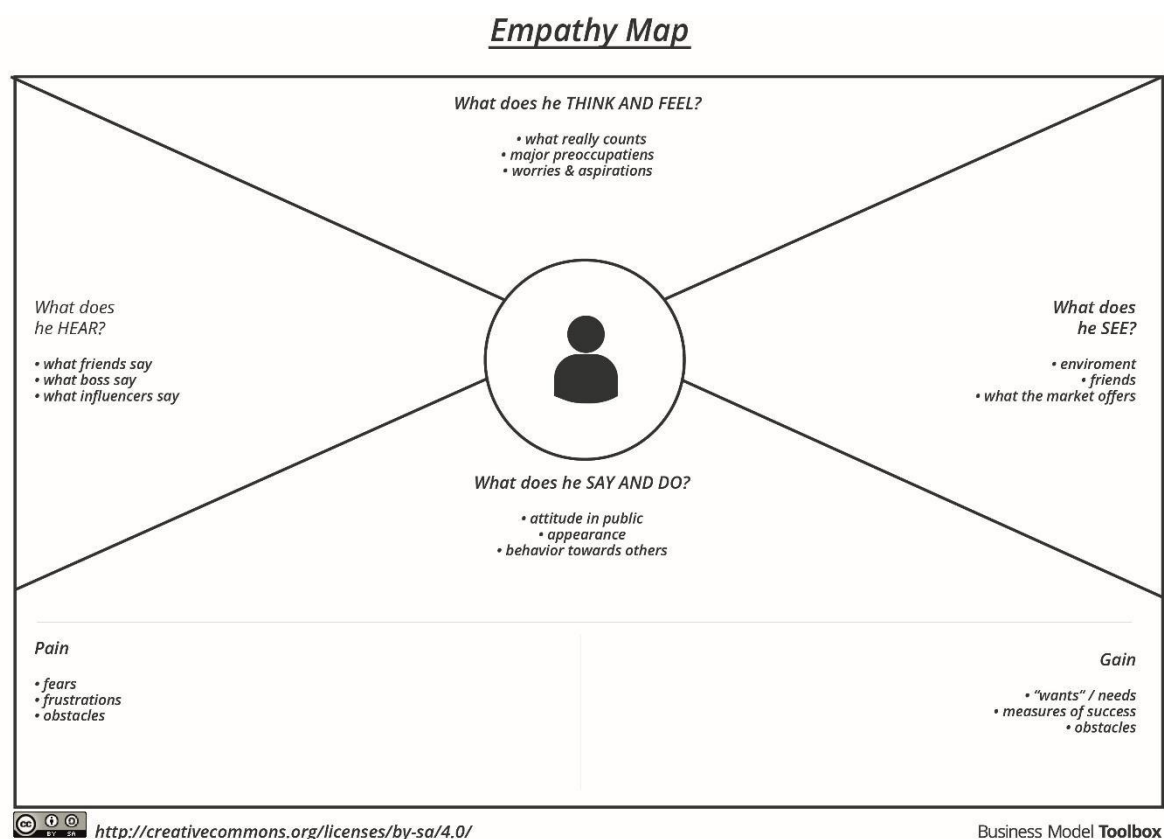 Empathy Map
What does he THINK AND FEEL?
• what really counts
• major preoccupatiens
• worries & aspirations
What does
he HEAR?
• what friends say
• what boss say
• what influencers say
What does
he SEE?
• enviroment
• friends
• what the market offers
What does he SAY AND DO?
• attitude in public
• appearance
• behavior towards others
Pain
• fears
• frustrations
• obstacles
Gain
• “wants” / needs
• measures of success
• obstacles
cc BY SA
http://creativecommons.org/licenses/by-sa/4.0/
Business Model Toolbox